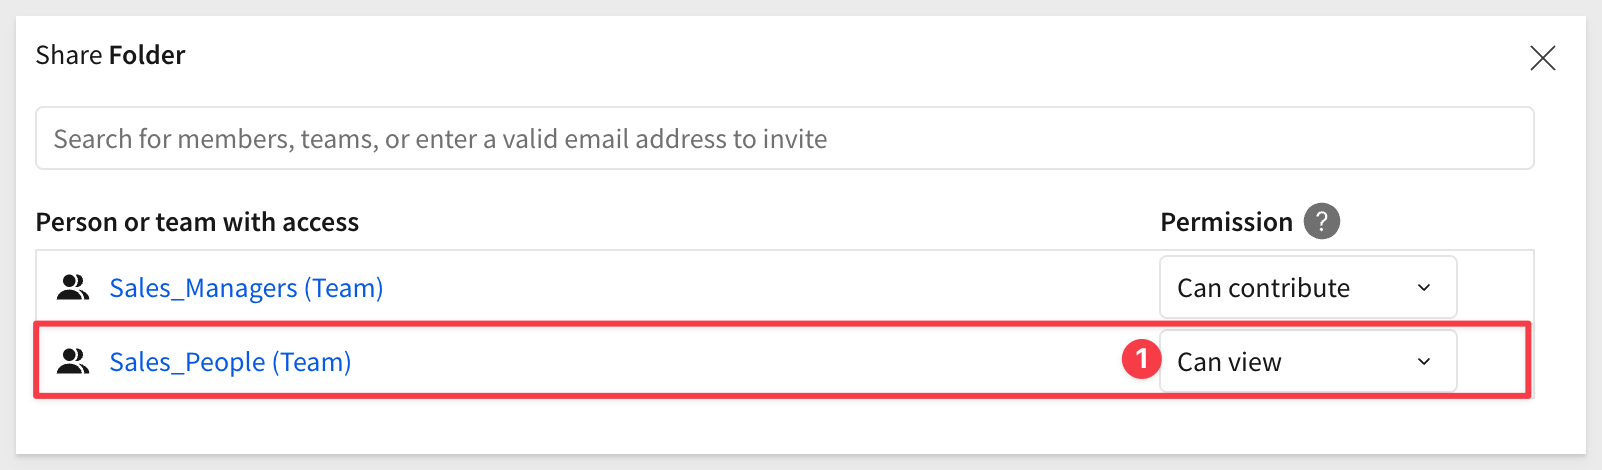 Share Folder
Search for members, teams, or enter a valid email address to invite
Person or team with access Permission ?
Sales_Managers (Team) Can contribute
Sales_People (Team) 1 Can view